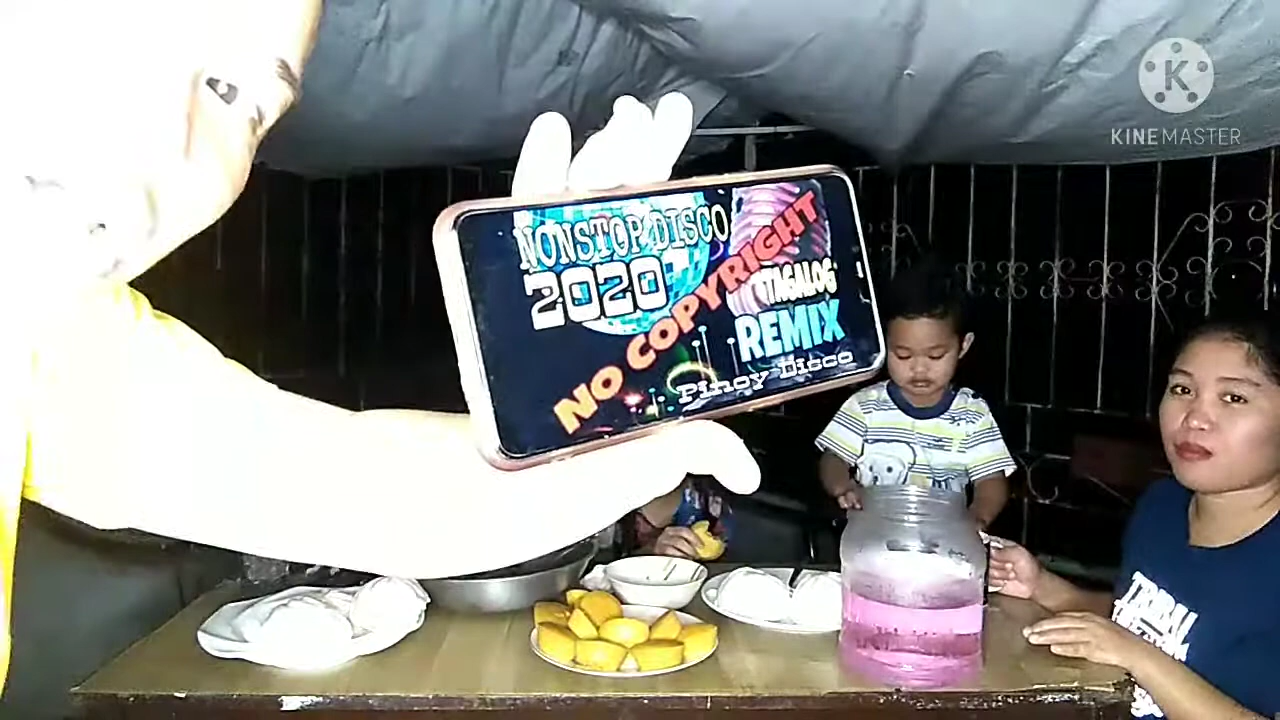 K
KINEMASTER
NONSTOP DISCO
2020
NO COPYRIGHT
TAGALOG
REMIX
Pinoy Disco
TRIBAL